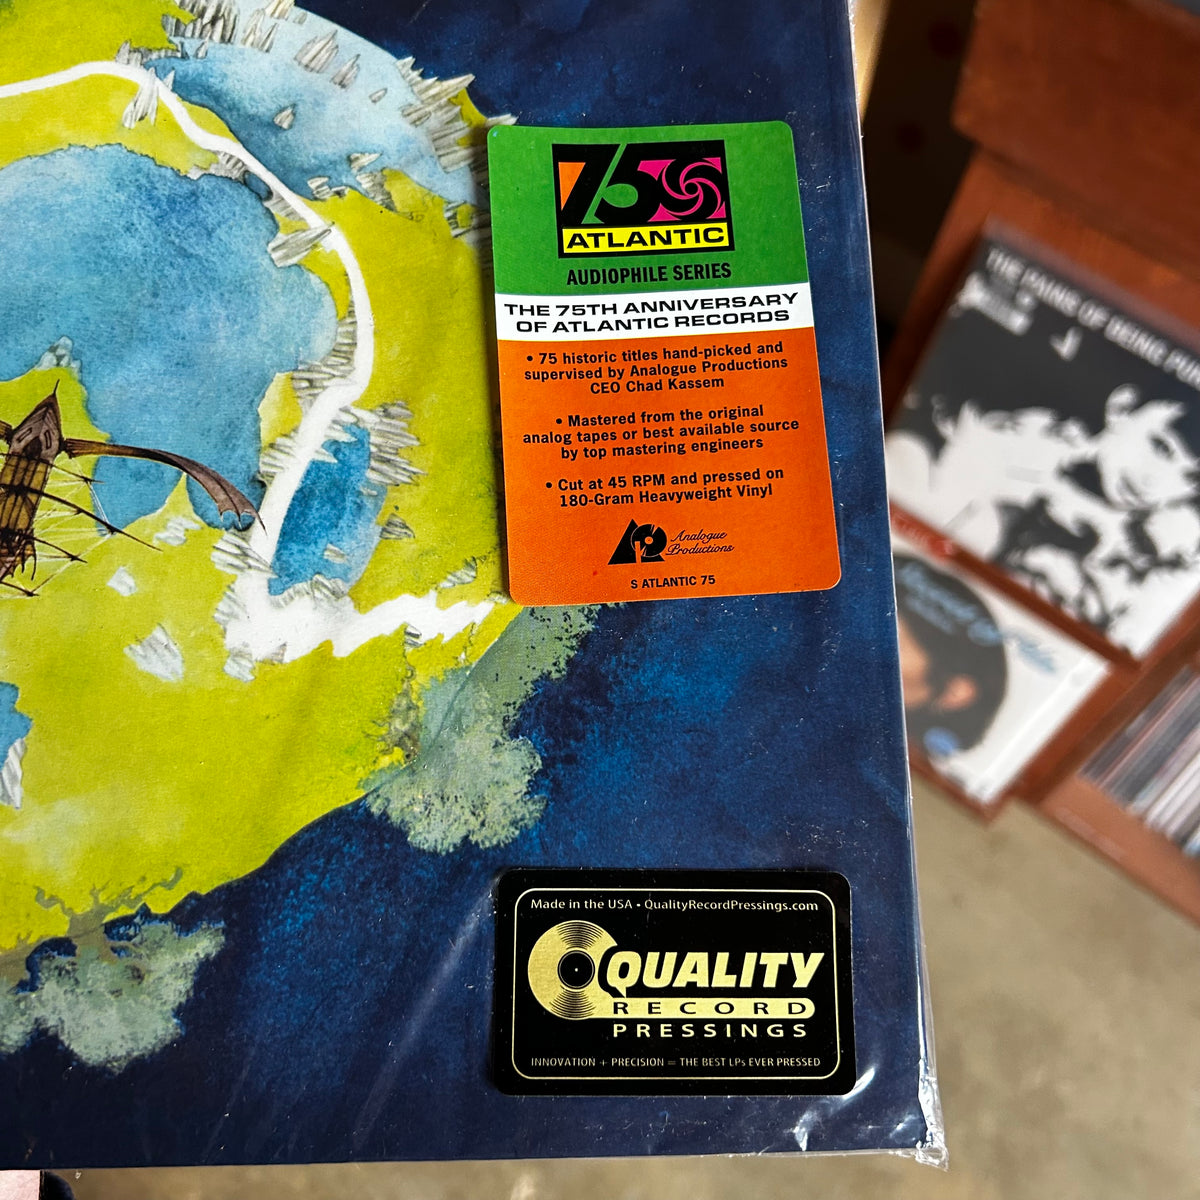 75
ATLANTIC
AUDIOPHILE SERIES
THE 75TH ANNIVERSARY
OF ATLANTIC RECORDS
• 75 historic titles hand-picked and
supervised by Analogue Productions
CEO Chad Kassem
• Mastered from the original
analog tapes or best available source
by top mastering engineers
• Cut at 45 RPM and pressed on
180-Gram Heavyweight Vinyl
Analogue
Productions
S ATLANTIC 75
Made in the USA • QualityRecordPressings.com
QUALITY
RECORD
PRESSINGS
INNOVATION + PRECISION = THE BEST LPs EVER PRESSED
THE PAINS OF BEING PUR